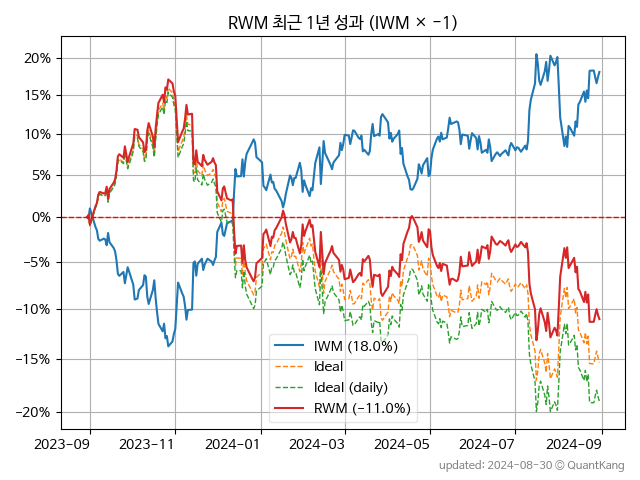 RWM 최근 1년 성과 (IWM × −1)
20%
15%
10%
5%
0%
−5%
−10%
−15%
−20%
IWM (18.0%)
Ideal
Ideal (daily)
RWM (−11.0%)
2023-09
2023-11
2024-01
2024-03
2024-05
2024-07
2024-09
updated: 2024-08-30 © QuantKang